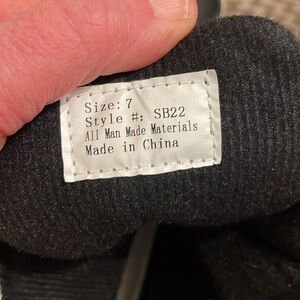 Size: 7
Style #: SB22
All Man Made Materials
Made in China